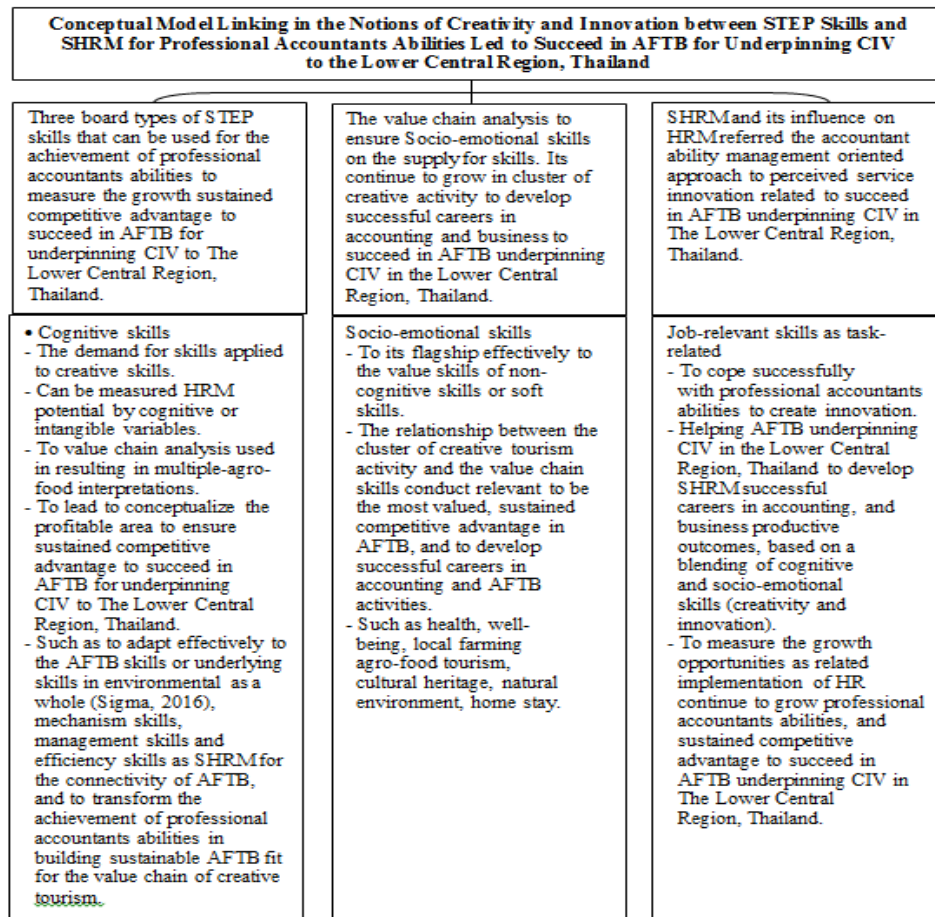 Conceptual Model Linking in the Notions of Creativity and Innovation between STEP Skills and
SHRM for Professional Accountants Abilities Led to Succeed in AFTB for Underpinning CIV
to the Lower Central Region, Thailand
Three board types of STEP
skills that can be used for the
achievement of professional
accountants abilities to
measure the growth sustained
competitive advantage to
succeed in AFTB for
underpinning CIV to The
Lower Central Region,
Thailand.
The value chain analysis to
ensure Socio-emotional skills
on the supply for skills. Its
continue to grow in cluster of
creative activity to develop
successful careers in
accounting and business to
succeed in AFTB underpinning
CIV in the Lower Central
Region, Thailand.
SHRM and its influence on
HRM referred the accountant
ability management oriented
approach to perceived service
innovation related to succeed
in AFTB underpinning CIV in
The Lower Central Region,
Thailand.
• Cognitive skills
- The demand for skills applied
to creative skills.
- Can be measured HRM
potential by cognitive or
intangible variables.
- To value chain analysis used
in resulting in multiple-agro-
food interpretations.
- To lead to conceptualize the
profitable area to ensure
sustained competitive
advantage to succeed in
AFTB for underpinning
CIV to The Lower Central
Region, Thailand.
- Such as to adapt effectively to
the AFTB skills or underlying
skills in environmental as a
whole (Sigma, 2016),
mechanism skills,
management skills and
efficiency skills as SHRM for
the connectivity of AFTB,
and to transform the
achievement of professional
accountants abilities in
building sustainable AFTB fit
for the value chain of creative
tourism.
Socio-emotional skills
- To its flagship effectively to
the value skills of non-
cognitive skills or soft
skills.
- The relationship between the
cluster of creative tourism
activity and the value chain
skills conduct relevant to be
the most valued, sustained
competitive advantage in
AFTB, and to develop
successful careers in
accounting and AFTB
activities.
- Such as health, well-
being, local farming
agro-food tourism,
cultural heritage, natural
environment, home stay.
Job-relevant skills as task-
related
- To cope successfully
with professional accountants
abilities to create innovation.
- Helping AFTB underpinning
CIV in the Lower Central
Region, Thailand to develop
SHRM successful
careers in accounting, and
business productive
outcomes, based on a
blending of cognitive
and socio-emotional
skills (creativity and
innovation).
- To measure the growth
opportunities as related
implementation of HR
continue to grow professional
accountants abilities, and
sustained competitive
advantage to succeed in
AFTB underpinning CIV in
The Lower Central
Region, Thailand.